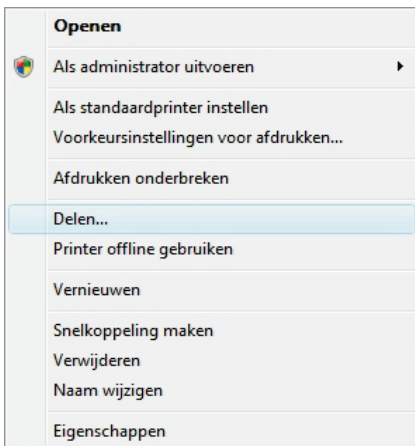 Openen
Als administrator uitvoeren
Als standaardprinter instellen
Voorkeursinstellingen voor afdrukken...
Afdrukken onderbreken
Delen...
Printer offline gebruiken
Vernieuwen
Snelkoppeling maken
Verwijderen
Naam wijzigen
Eigenschappen